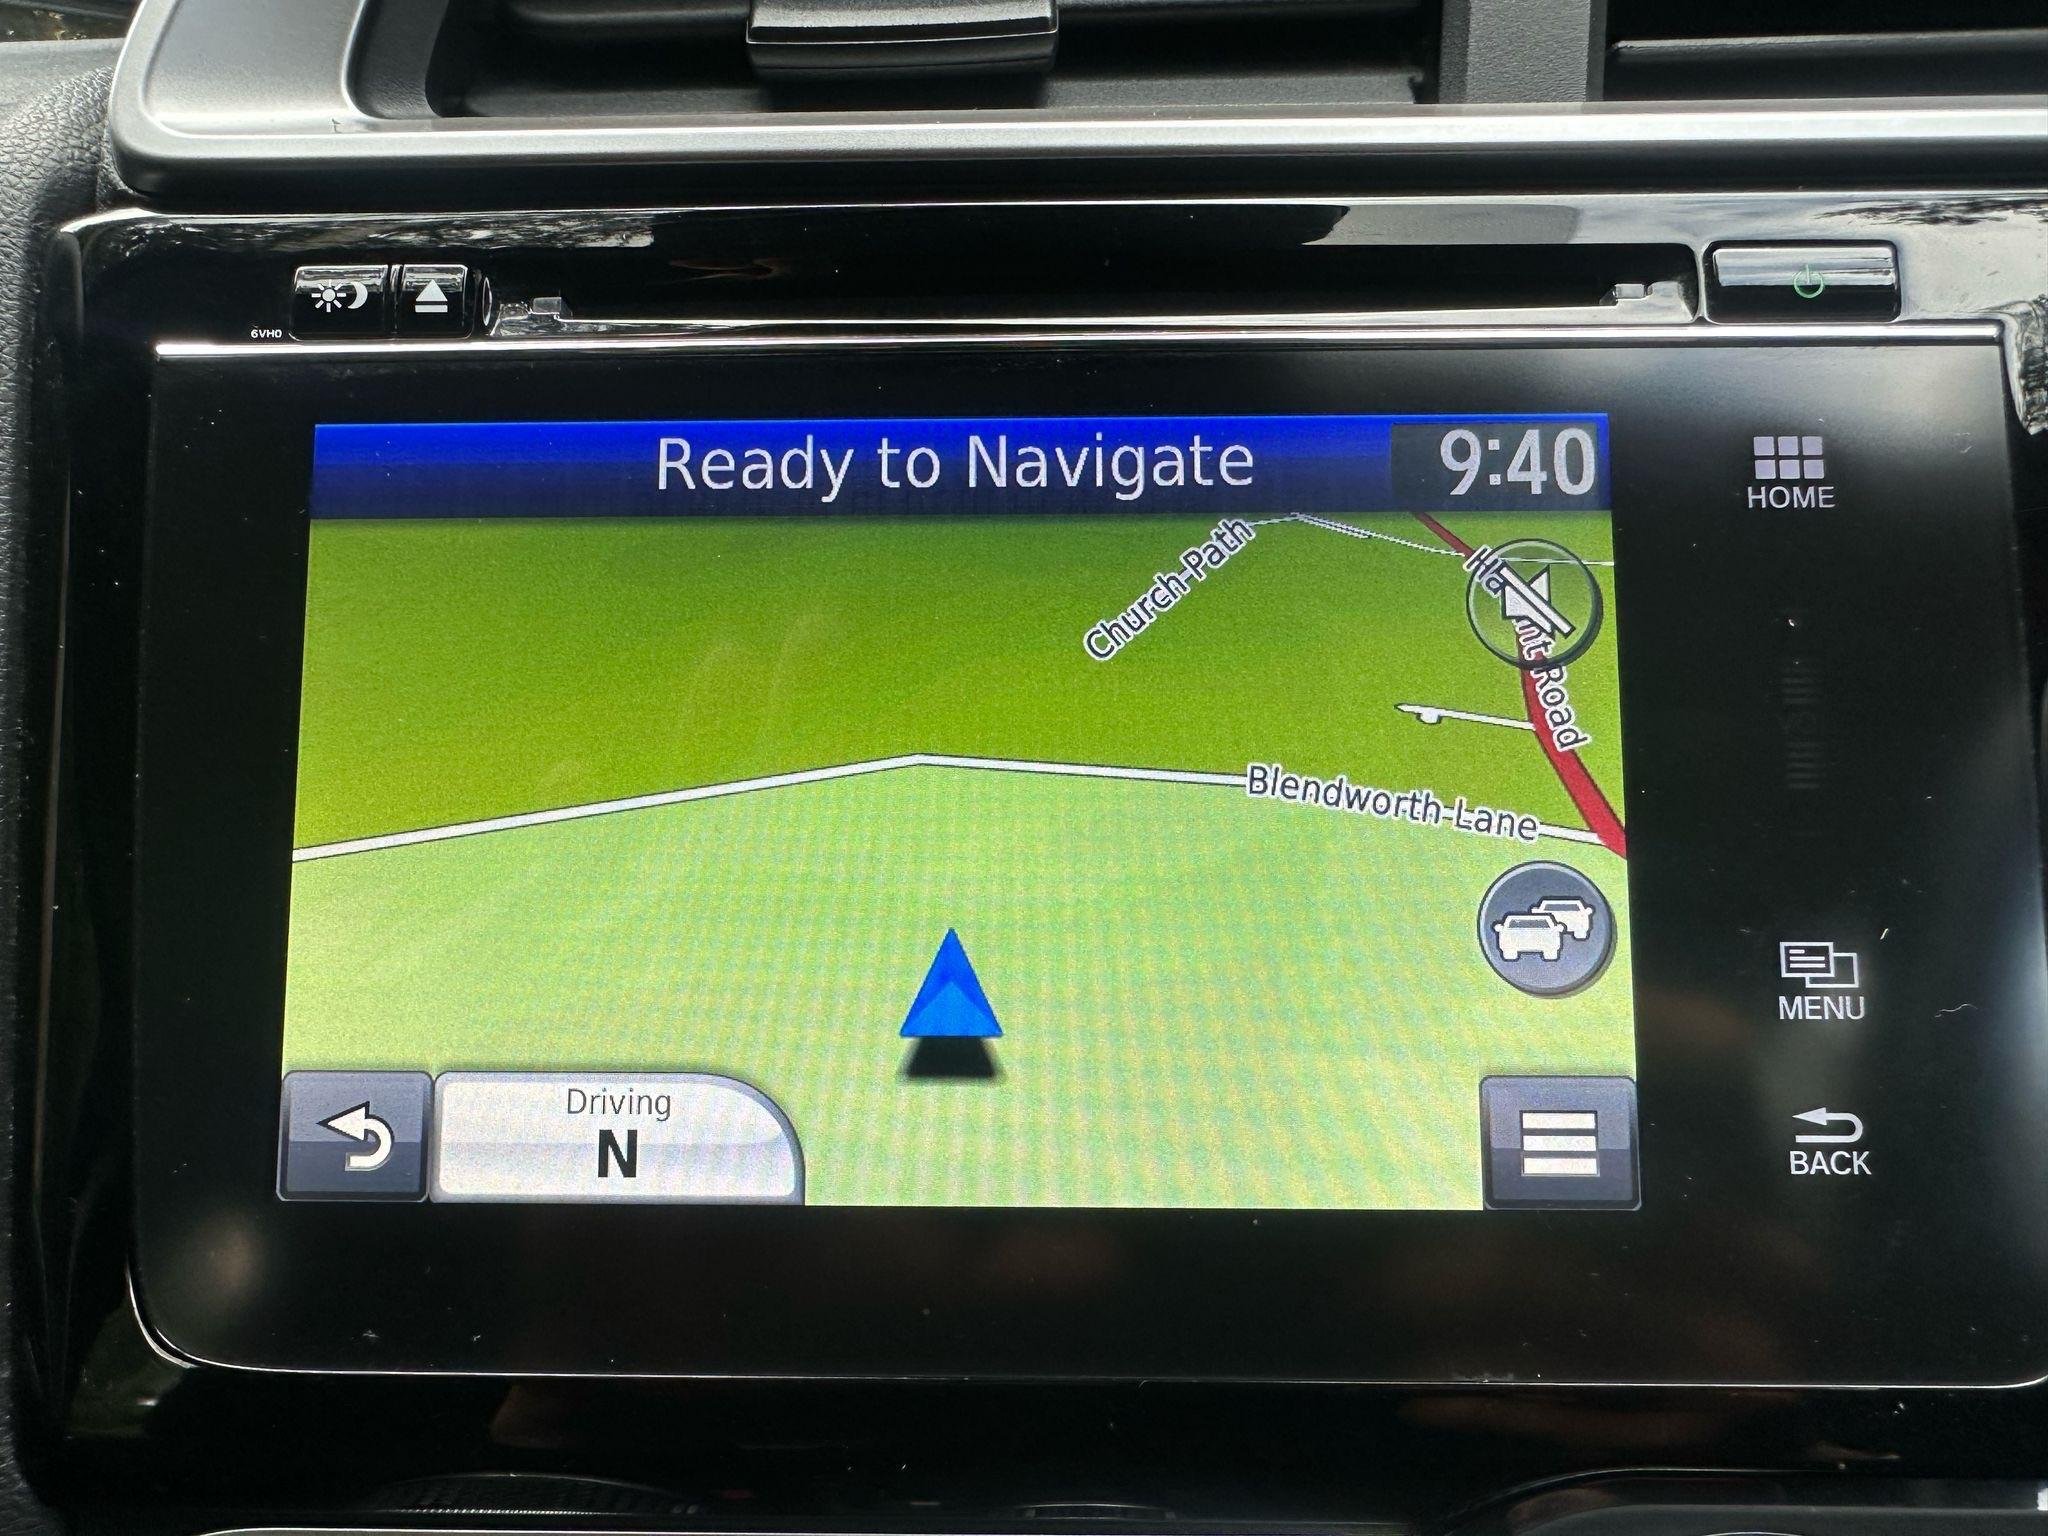 6VH0
Ready to Navigate
9:40
HOME
Church Path
Road
Blendworth Lane
MENU
Driving
N
BACK